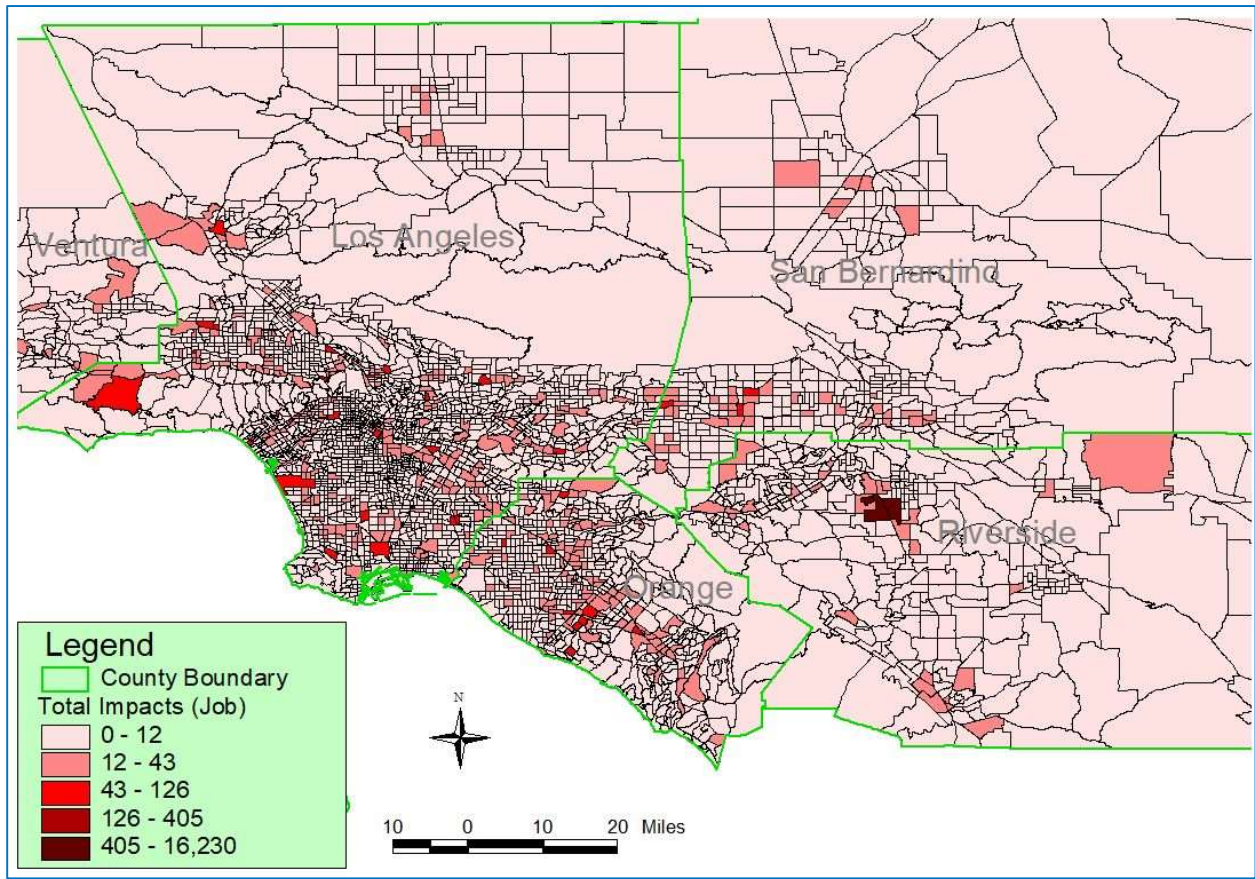 Ventura
Los Angeles
San Bernardino
Riverside
Orange
Legend
County Boundary
Total Impacts (Job)
0 - 12
12 - 43
43 - 126
126 - 405
405 - 16,230
N
10 0 10 20 Miles